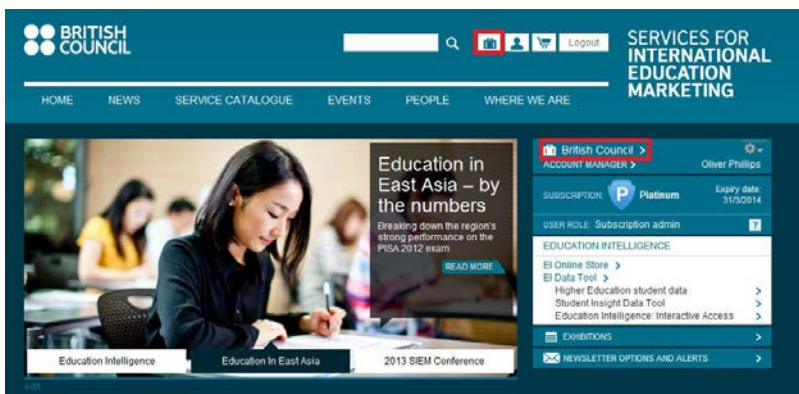 BRITISH
COUNCIL
Logout
SERVICES FOR
INTERNATIONAL
EDUCATION
MARKETING
HOME NEWS SERVICE CATALOGUE EVENTS PEOPLE WHERE WE ARE
Education in
East Asia – by
the numbers
Breaking down the region's
strong performance on the
PISA 2012 exam
READ MORE
Education Intelligence Education In East Asia 2013 SIEM Conference
edit
British Council >
ACCOUNT MANAGER > Oliver Phillips
SUBSCRIPTION: P Platinum Expiry date:
31/3/2014
USER ROLE: Subscription admin ?
EDUCATION INTELLIGENCE
EI Online Store >
EI Data Tool >
Higher Education student data >
Student Insight Data Tool >
Education Intelligence: Interactive Access >
EXHIBITIONS >
NEWSLETTER OPTIONS AND ALERTS >